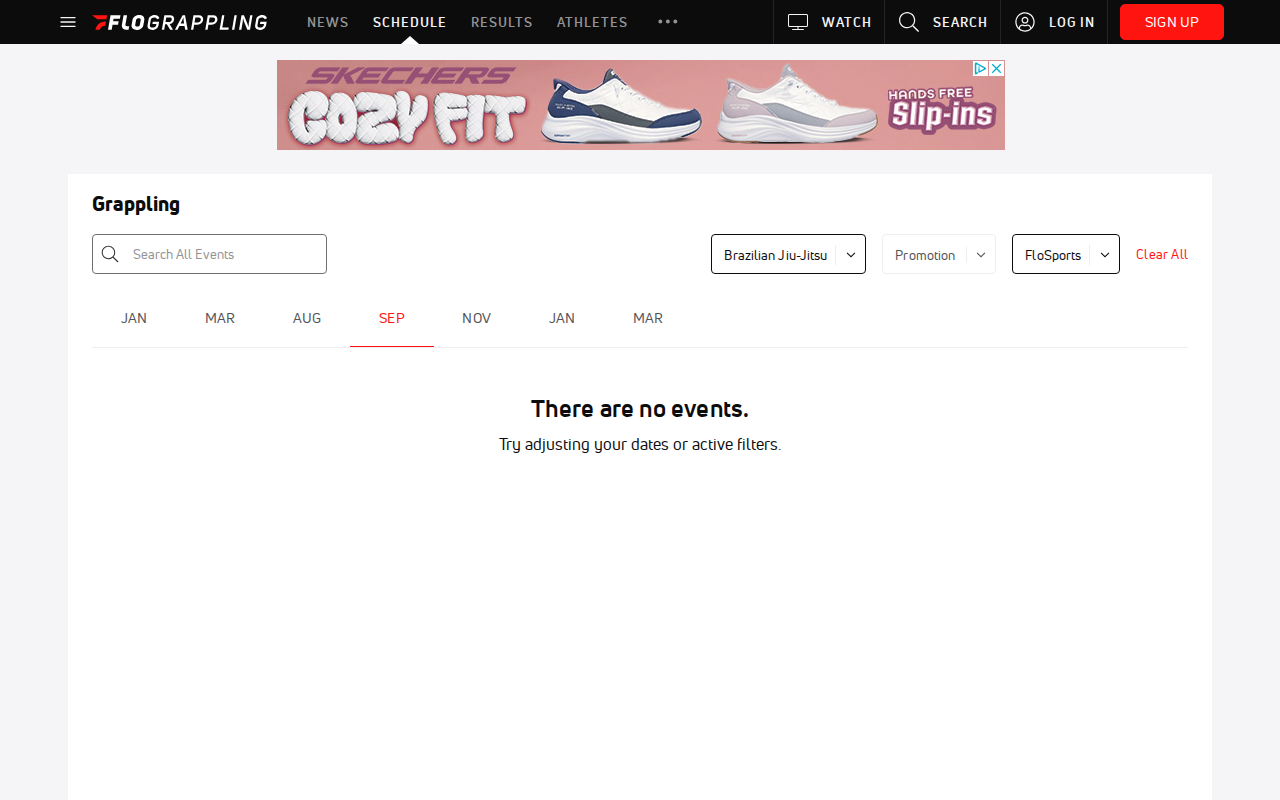 FLOGRAPPLING
NEWS
SCHEDULE
RESULTS
ATHLETES
WATCH
SEARCH
LOG IN
SIGN UP
SKECHERS
COZY FIT
HANDS FREE
Slip-ins
Grappling
Search All Events
Brazilian Jiu-Jitsu
Promotion
FloSports
Clear All
JAN
MAR
AUG
SEP
NOV
JAN
MAR
There are no events.
Try adjusting your dates or active filters.